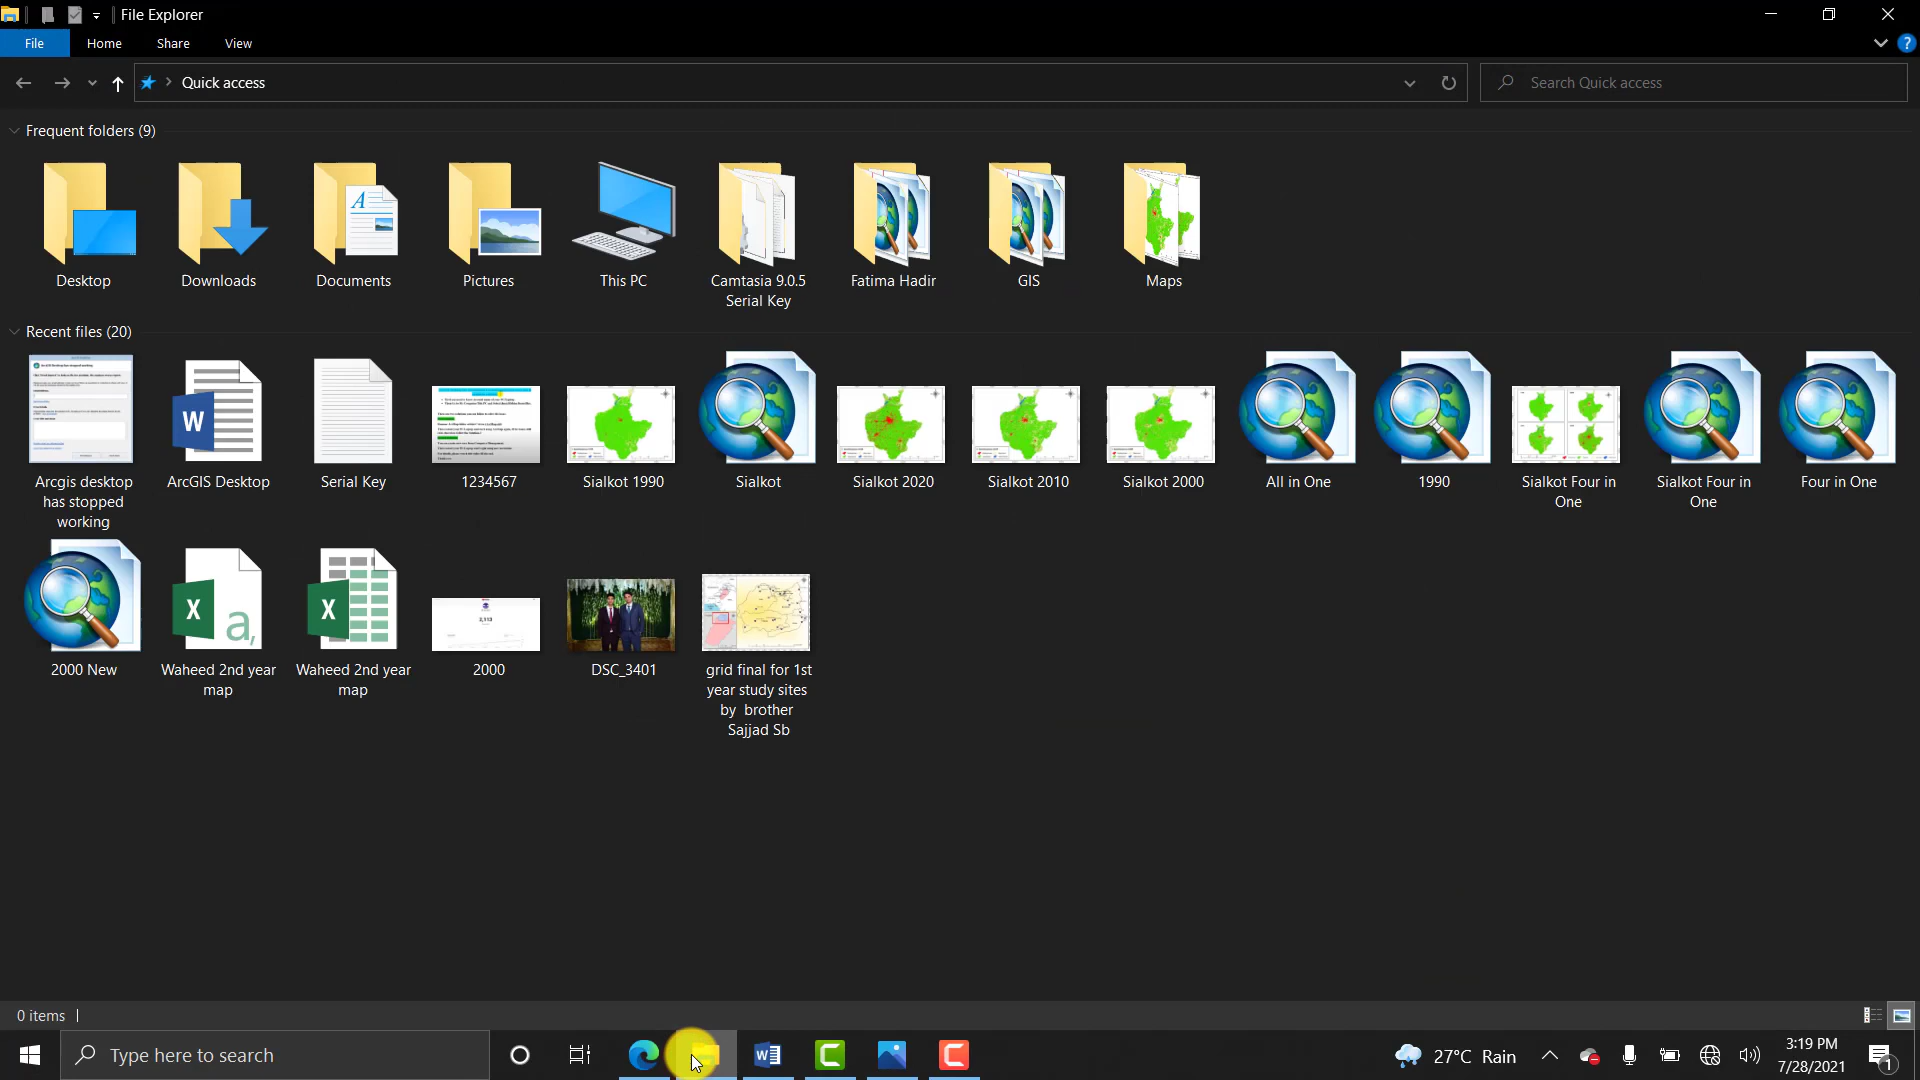 File Explorer
File Home Share View
Quick access
Search Quick access
Frequent folders (9)
Desktop
Downloads
Documents
Pictures
This PC
Camtasia 9.0.5
Serial Key
Fatima Hadir
GIS
Maps
Recent files (20)
Arcgis desktop
has stopped
working
ArcGIS Desktop
Serial Key
1234567
Sialkot 1990
Sialkot
Sialkot 2020
Sialkot 2010
Sialkot 2000
All in One
1990
Sialkot Four in
One
Sialkot Four in
One
Four in One
2000 New
Waheed 2nd year
map
Waheed 2nd year
map
2000
DSC_3401
grid final for 1st
year study sites
by brother
Sajjad Sb
0 items
Type here to search
27°C Rain
3:19 PM
7/28/2021
1